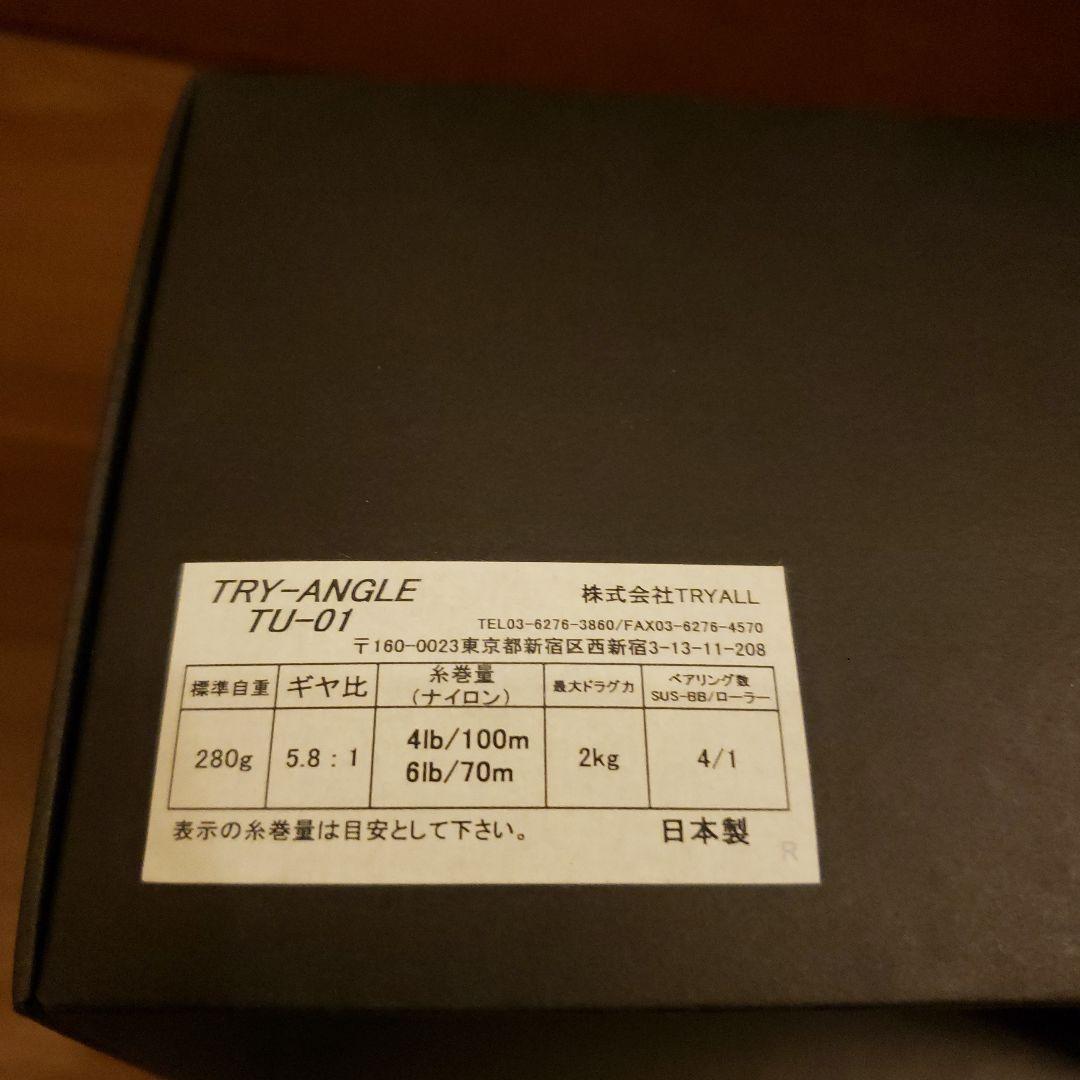 TRY-ANGLE
TU-01
株式会社TRYALL
TEL03-6276-3860/FAX03-6276-4570
〒160-0023東京都新宿区西新宿3-13-11-208
標準自重 ギヤ比 糸巻量 (ナイロン) 最大ドラグ力 ベアリング数 SUS-BB/ローラー
280g 5.8：1 4lb/100m 6lb/70m 2kg 4/1
表示の糸巻量は目安として下さい。 日本製
R